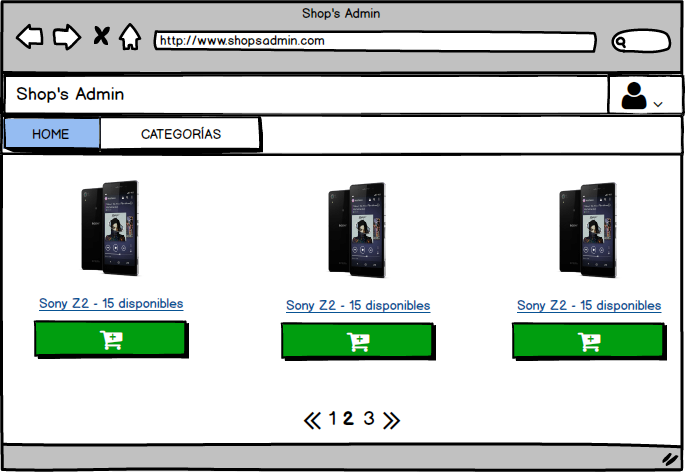 Shop's Admin
http://www.shopsadmin.com
Shop's Admin
HOME CATEGORÍAS
Sony Z2 - 15 disponibles
Sony Z2 - 15 disponibles
Sony Z2 - 15 disponibles
1 2 3